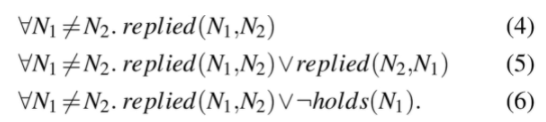 ∀N₁≠N₂. replied(N₁,N₂) (4)
∀N₁≠N₂. replied(N₁,N₂)∨replied(N₂,N₁) (5)
∀N₁≠N₂. replied(N₁,N₂)∨¬holds(N₁). (6)